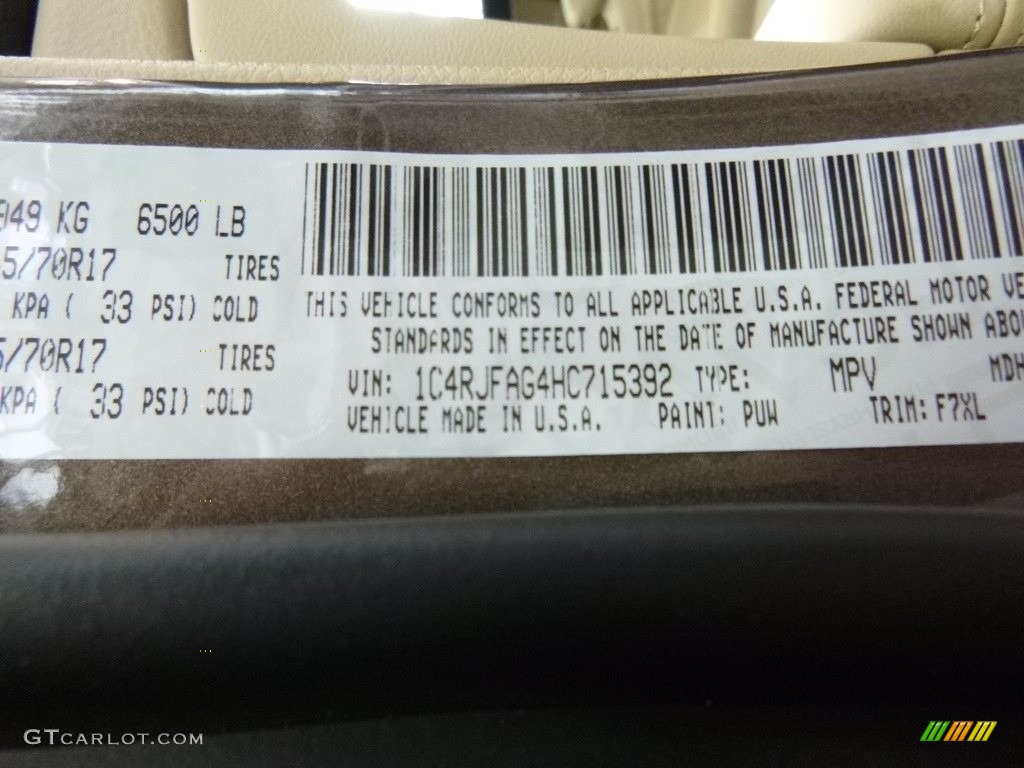 049 KG 6500 LB
5/70R17 TIRES
KPA ( 33 PSI) COLD
5/70R17 TIRES
KPA ( 33 PSI) COLD
THIS VEHICLE CONFORMS TO ALL APPLICABLE U.S.A. FEDERAL MOTOR VE
STANDARDS IN EFFECT ON THE DATE OF MANUFACTURE SHOWN ABO
VIN: 1C4RJFAG4HC715392 TYPE: MPV MDH
VEHICLE MADE IN U.S.A. PAINT: PUW TRIM: F7XL
GTCARLOT.COM